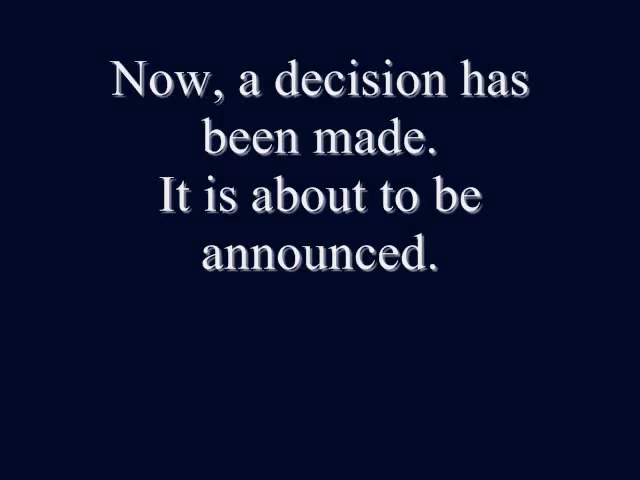 Now, a decision has
been made.
It is about to be
announced.